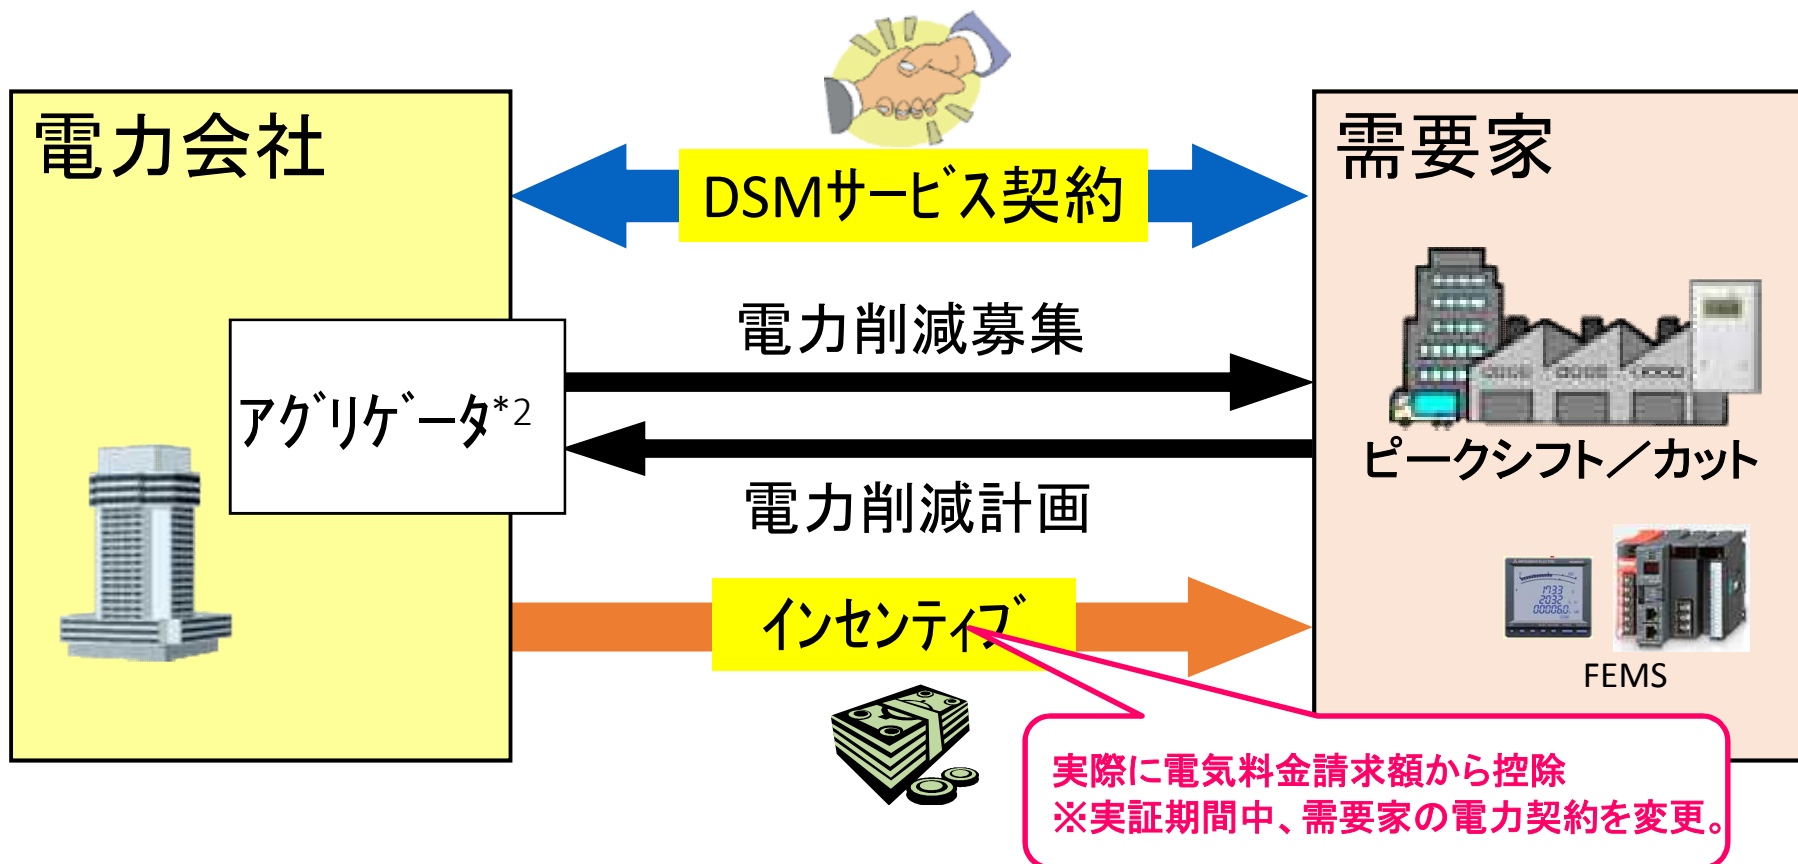 電力会社
需要家
DSMサービス契約
電力削減募集
アグリゲータ*2
電力削減計画
ピークシフト／カット
インセンティブ
FEMS
実際に電気料金請求額から控除
※実証期間中、需要家の電力契約を変更。